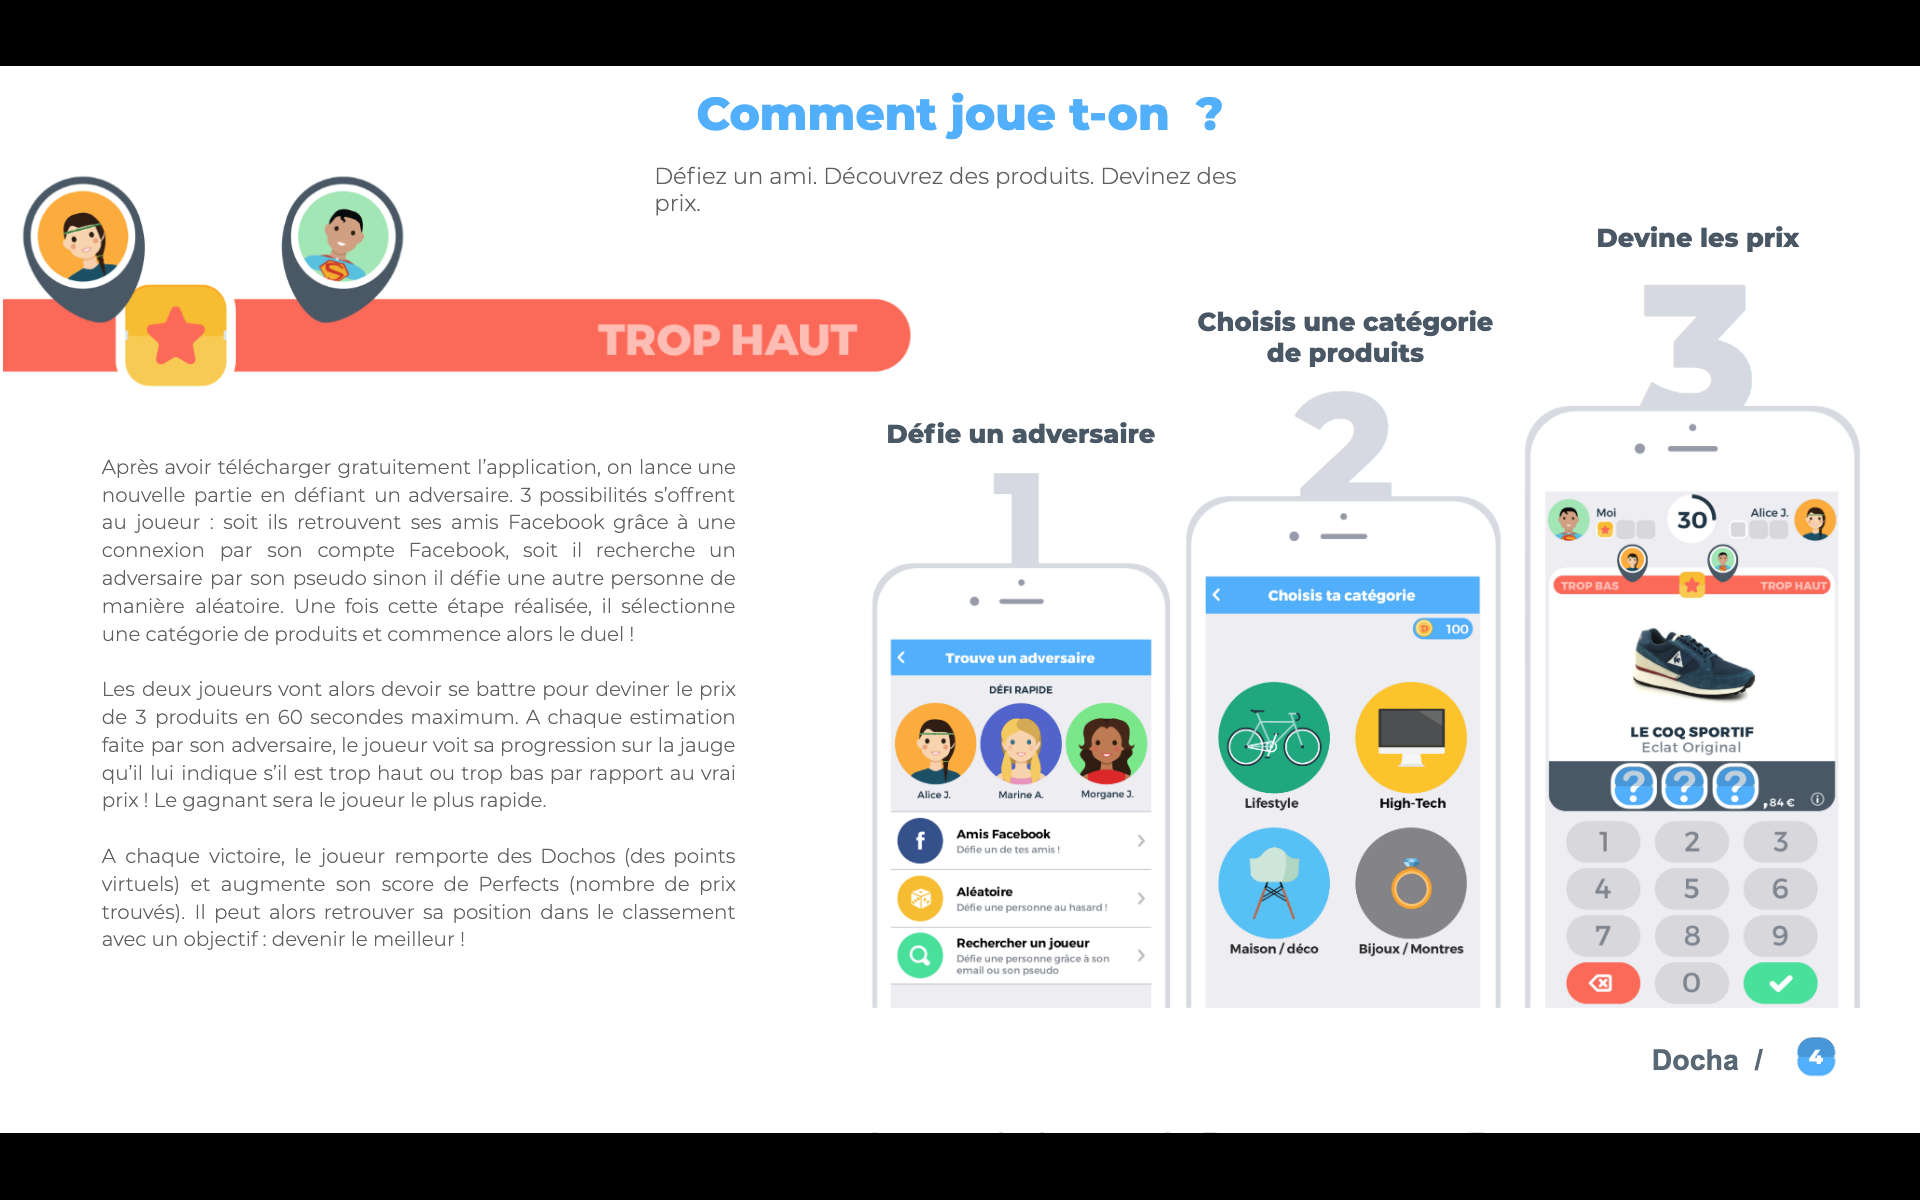 Comment joue t-on  ?
Défiez un ami. Découvrez des produits. Devinez des
prix.
TROP HAUT
Après avoir télécharger gratuitement l’application, on lance une
nouvelle partie en défiant un adversaire. 3 possibilités s’offrent
au joueur : soit ils retrouvent ses amis Facebook grâce à une
connexion par son compte Facebook, soit il recherche un
adversaire par son pseudo sinon il défie une autre personne de
manière aléatoire. Une fois cette étape réalisée, il sélectionne
une catégorie de produits et commence alors le duel !
Les deux joueurs vont alors devoir se battre pour deviner le prix
de 3 produits en 60 secondes maximum. A chaque estimation
faite par son adversaire, le joueur voit sa progression sur la jauge
qu’il lui indique s’il est trop haut ou trop bas par rapport au vrai
prix ! Le gagnant sera le joueur le plus rapide.
A chaque victoire, le joueur remporte des Dochos (des points
virtuels) et augmente son score de Perfects (nombre de prix
trouvés). Il peut alors retrouver sa position dans le classement
avec un objectif : devenir le meilleur !
Défie un adversaire
1
Trouve un adversaire
DÉFI RAPIDE
Alice J.
Marine A.
Morgane J.
f
Amis Facebook
Défie un de tes amis !
Aléatoire
Défie une personne au hasard !
Rechercher un joueur
Défie une personne grâce à son
email ou son pseudo
Choisis une catégorie
de produits
2
Choisis ta catégorie
100
Lifestyle
High-Tech
Maison / déco
Bijoux / Montres
Devine les prix
3
Moi
30
Alice J.
TROP BAS
TROP HAUT
LE COQ SPORTIF
Eclat Original
? ? ? ,84 €
1 2 3
4 5 6
7 8 9
0
Docha / 4